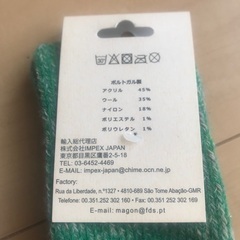 ポルトガル製
アクリル 45%
ウール 35%
ナイロン 18%
ポリエステル 1%
ポリウレタン 1%
輸入総代理店
株式会社IMPEX JAPAN
東京都目黒区鷹番2-5-18
TEL: 03-6452-4469
E-MAIL: impex-japan@chime.ocn.ne.jp
Factory:
Rua da Liberdade, n.º1327 • 4810-689 São Tome Abação-GMR
Telefone: 00.351.252 302 160 - Fax: 00.351 252 302 169
E-MAIL: magon@fds.pt